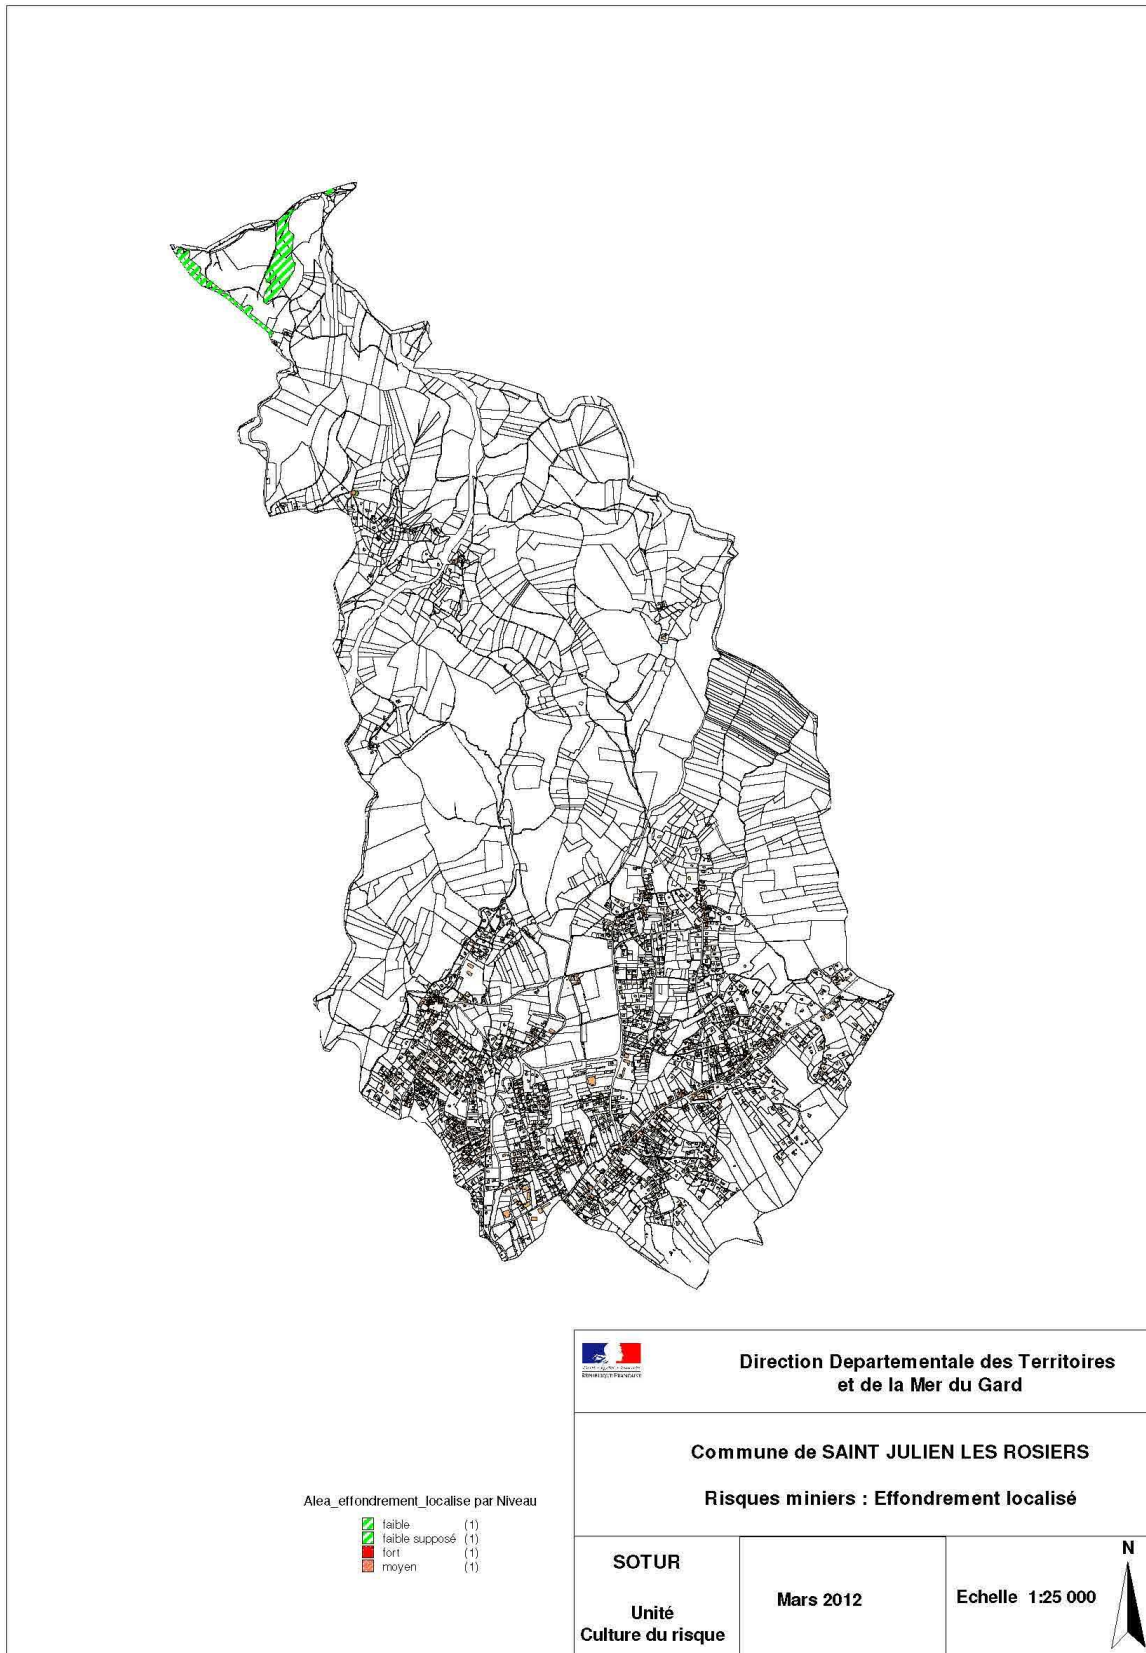 Direction Departementale des Territoires
et de la Mer du Gard
RÉPUBLIQUE FRANÇAISE
Commune de SAINT JULIEN LES ROSIERS
Risques miniers : Effondrement localisé
Alea_effondrement_localise par Niveau
faible (1)
faible supposé (1)
fort (1)
moyen (1)
SOTUR
Unité
Culture du risque
Mars 2012
Echelle 1:25 000
N